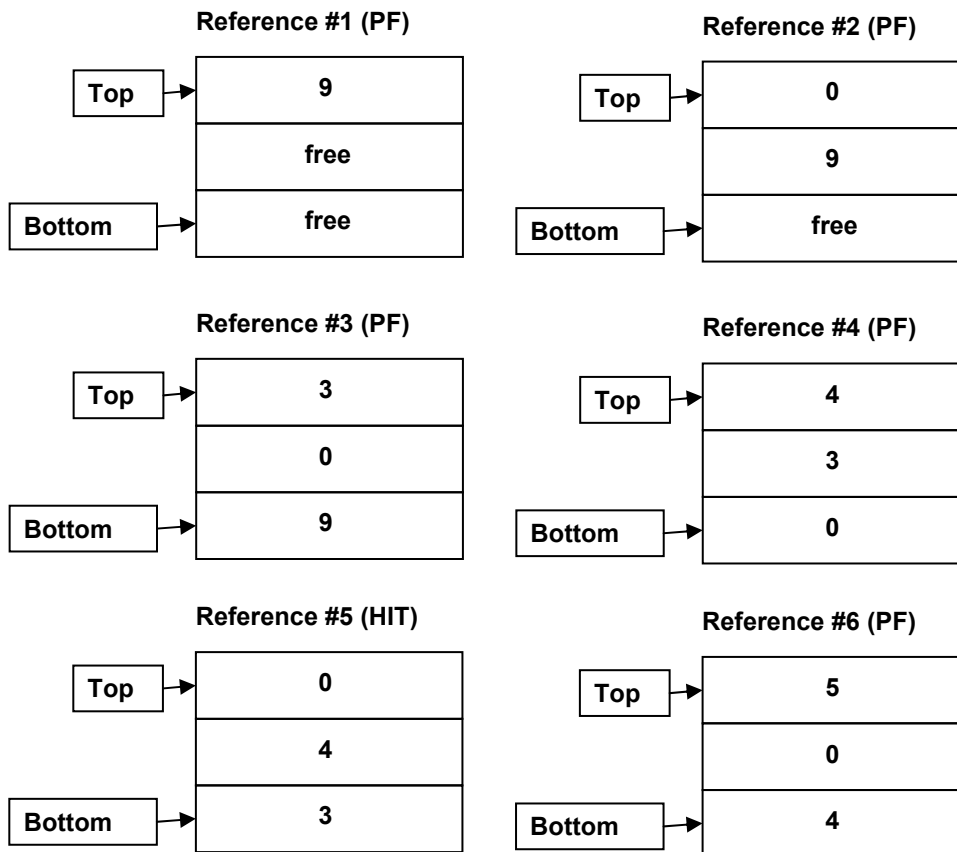 Reference #1 (PF)
Top
9
free
Bottom
free
Reference #2 (PF)
Top
0
9
Bottom
free
Reference #3 (PF)
Top
3
0
Bottom
9
Reference #4 (PF)
Top
4
3
Bottom
0
Reference #5 (HIT)
Top
0
4
Bottom
3
Reference #6 (PF)
Top
5
0
Bottom
4